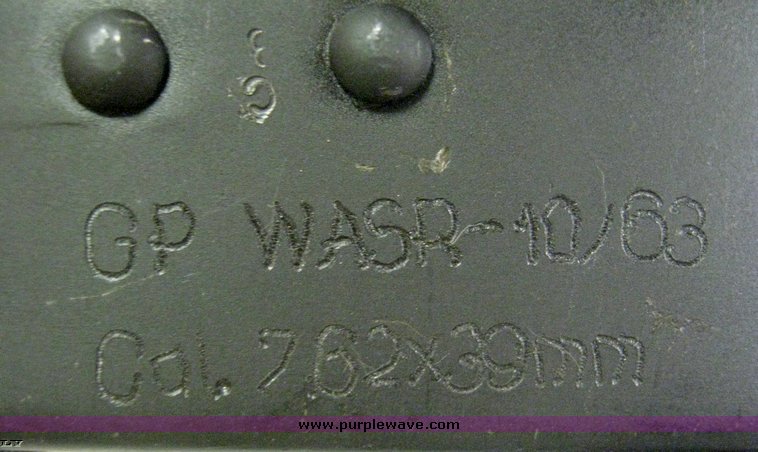 GP WASR-10/63
Cal. 7,62x39mm
www.purplewave.com